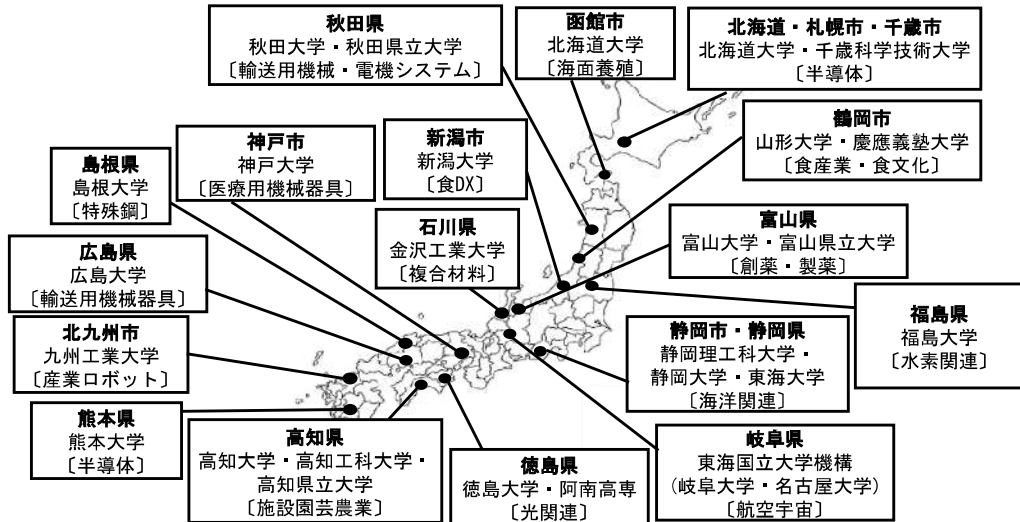 秋田県
秋田大学・秋田県立大学
〔輸送用機械・電機システム〕
函館市
北海道大学
〔海面養殖〕
北海道・札幌市・千歳市
北海道大学・千歳科学技術大学
〔半導体〕
鶴岡市
山形大学・慶應義塾大学
〔食産業・食文化〕
神戸市
神戸大学
〔医療用機械器具〕
新潟市
新潟大学
〔食DX〕
島根県
島根大学
〔特殊鋼〕
石川県
金沢工業大学
〔複合材料〕
富山県
富山大学・富山県立大学
〔創薬・製薬〕
広島県
広島大学
〔輸送用機械器具〕
福島県
福島大学
〔水素関連〕
北九州市
九州工業大学
〔産業ロボット〕
静岡市・静岡県
静岡理工科大学・
静岡大学・東海大学
〔海洋関連〕
熊本県
熊本大学
〔半導体〕
高知県
高知大学・高知工科大学・
高知県立大学
〔施設園芸農業〕
徳島県
徳島大学・阿南高専
〔光関連〕
岐阜県
東海国立大学機構
(岐阜大学・名古屋大学)
〔航空宇宙〕